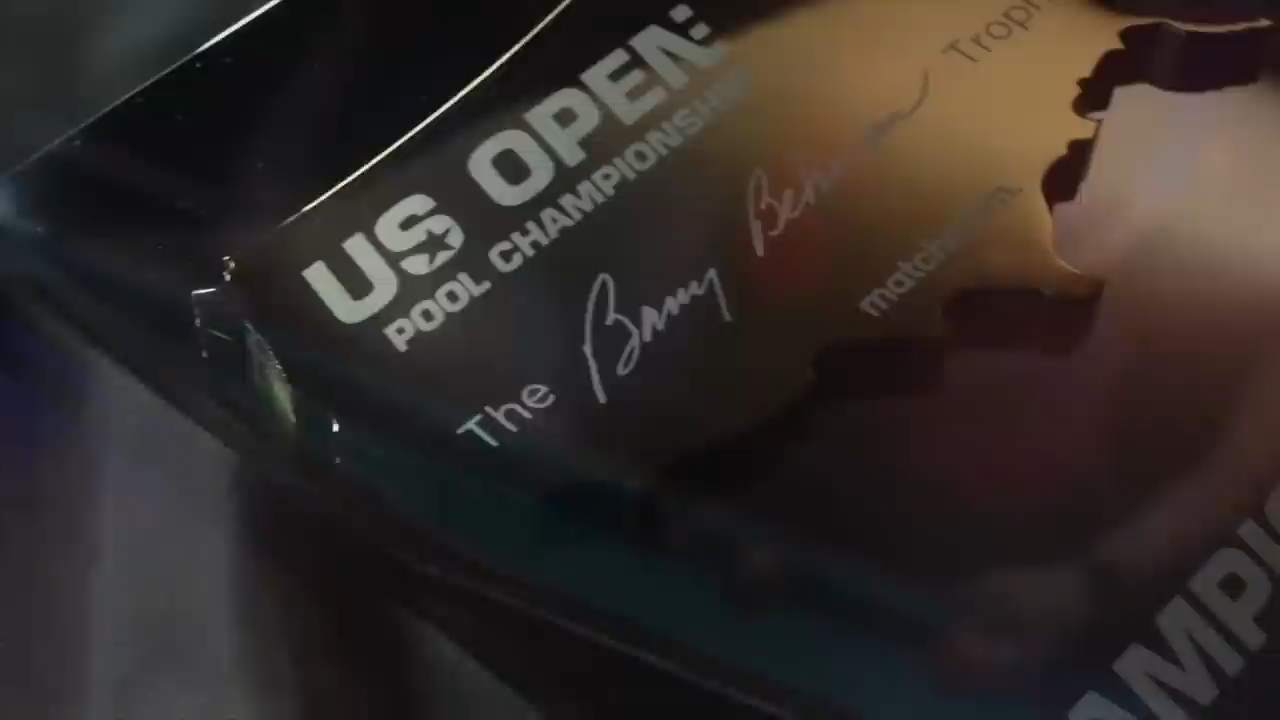 US OPEN:
POOL CHAMPIONSHIP
The Barry Behrman
matchroom.